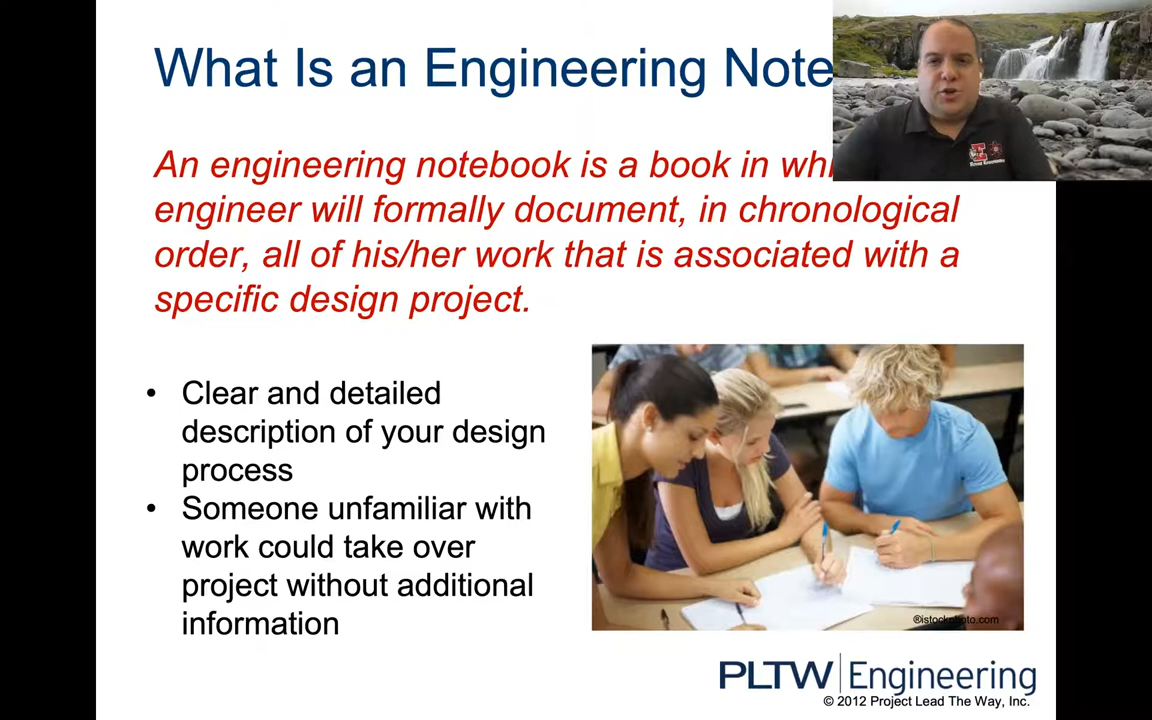 What Is an Engineering Note
An engineering notebook is a book in
engineer will formally document, in chronological
order, all of his/her work that is associated with a
specific design project.
• Clear and detailed
description of your design
process
• Someone unfamiliar with
work could take over
project without additional
information
®istockphoto.com
PLTW Engineering
© 2012 Project Lead The Way, Inc.